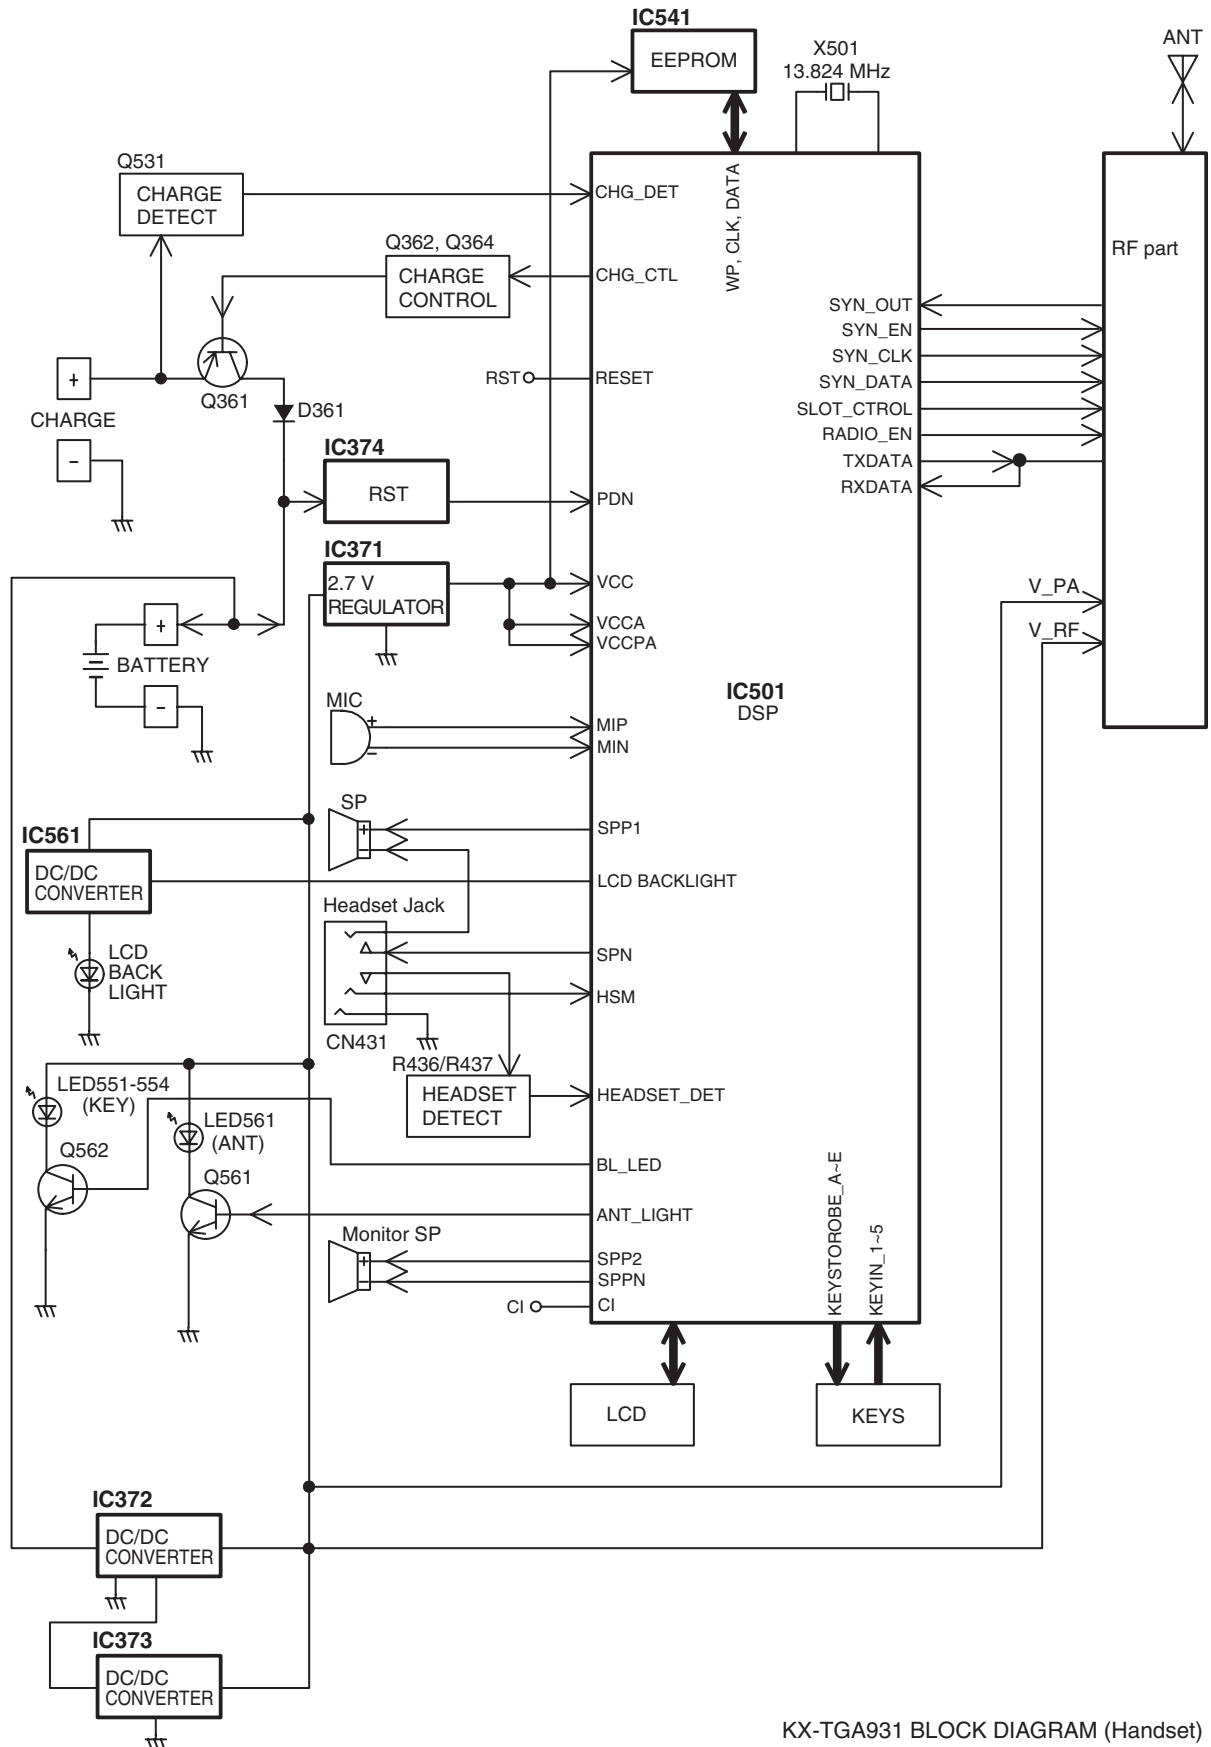 IC541
EEPROM
X501
13.824 MHz
ANT
Q531
CHARGE
DETECT
CHG_DET
WP, CLK, DATA
Q362, Q364
CHARGE
CONTROL
CHG_CTL
RF part
SYN_OUT
SYN_EN
SYN_CLK
SYN_DATA
SLOT_CTROL
RADIO_EN
TXDATA
RXDATA
+
CHARGE
-
Q361
D361
RST
RESET
IC374
RST
PDN
IC371
2.7 V
REGULATOR
VCC
VCCA
VCCPA
V_PA
V_RF
+
BATTERY
-
IC501
DSP
MIC
+
-
MIP
MIN
SP
+
-
SPP1
IC561
DC/DC
CONVERTER
LCD BACKLIGHT
Headset Jack
LCD
BACK
LIGHT
SPN
HSM
CN431
R436/R437
HEADSET
DETECT
HEADSET_DET
LED551-554
(KEY)
LED561
(ANT)
Q562
Q561
BL_LED
ANT_LIGHT
KEYSTOROBE_A~E
KEYIN_1~5
Monitor SP
+
-
SPP2
SPPN
CI
CI
LCD
KEYS
IC372
DC/DC
CONVERTER
IC373
DC/DC
CONVERTER
KX-TGA931 BLOCK DIAGRAM (Handset)